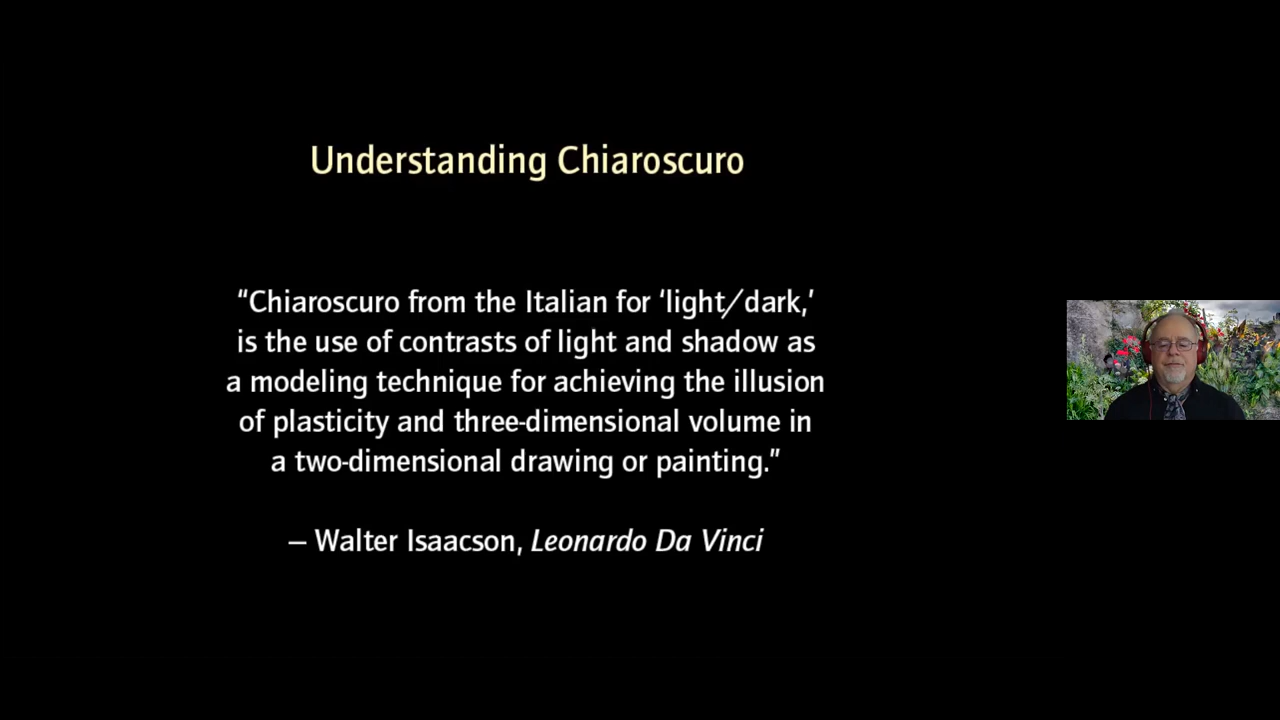 Understanding Chiaroscuro
“Chiaroscuro from the Italian for ‘light/dark,’
is the use of contrasts of light and shadow as
a modeling technique for achieving the illusion
of plasticity and three-dimensional volume in
a two-dimensional drawing or painting.”
– Walter Isaacson, Leonardo Da Vinci